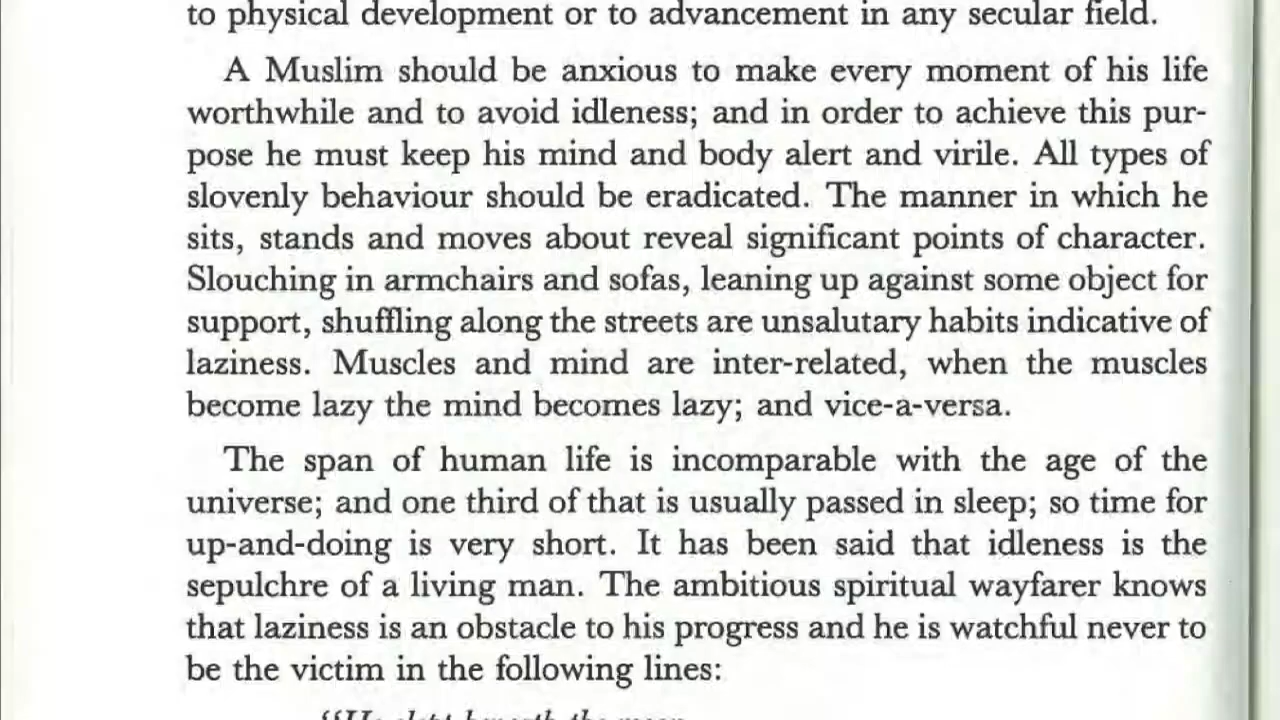 to physical development or to advancement in any secular field.
A Muslim should be anxious to make every moment of his life
worthwhile and to avoid idleness; and in order to achieve this pur-
pose he must keep his mind and body alert and virile. All types of
slovenly behaviour should be eradicated. The manner in which he
sits, stands and moves about reveal significant points of character.
Slouching in armchairs and sofas, leaning up against some object for
support, shuffling along the streets are unsalutary habits indicative of
laziness. Muscles and mind are inter-related, when the muscles
become lazy the mind becomes lazy; and vice-a-versa.
The span of human life is incomparable with the age of the
universe; and one third of that is usually passed in sleep; so time for
up-and-doing is very short. It has been said that idleness is the
sepulchre of a living man. The ambitious spiritual wayfarer knows
that laziness is an obstacle to his progress and he is watchful never to
be the victim in the following lines:
"He slept beneath the moon